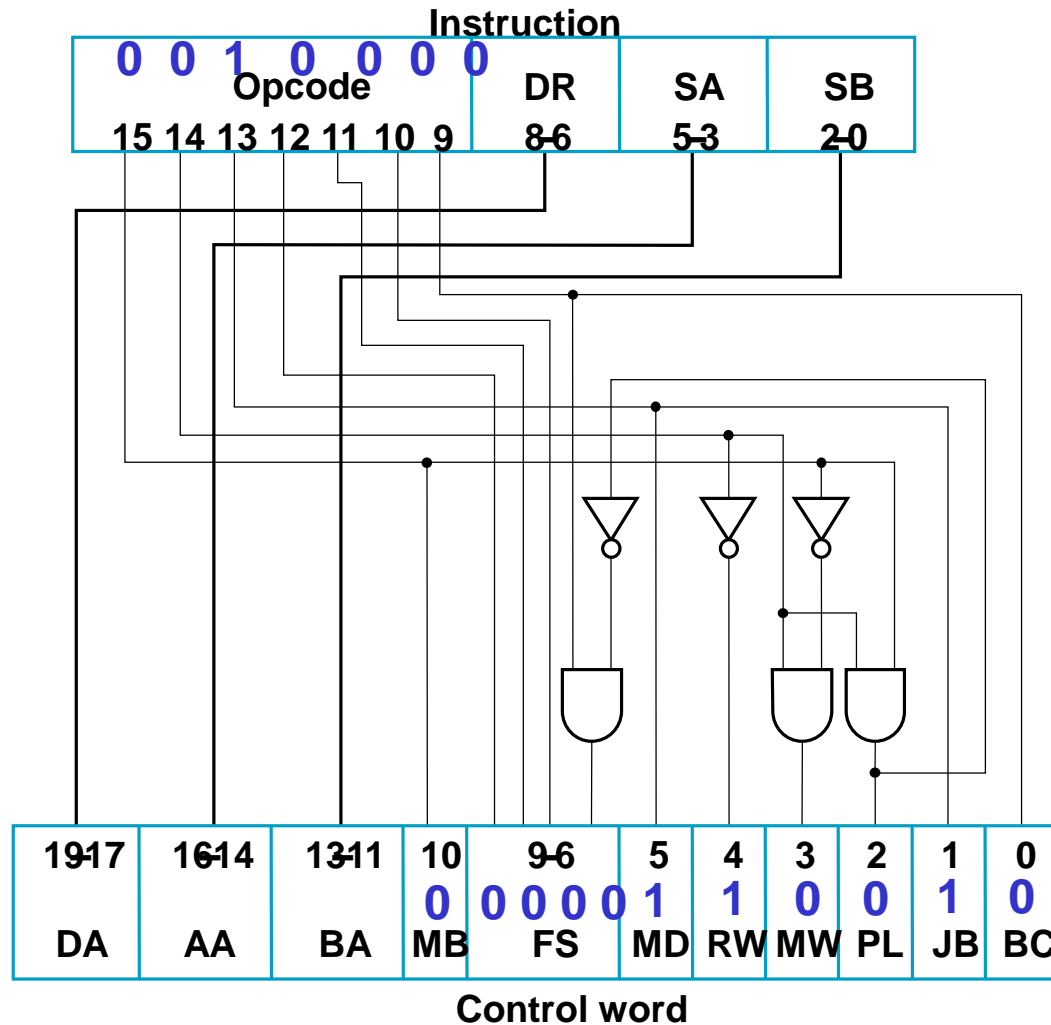 Instruction
0 0 1 0 0 0 0
Opcode DR SA SB
15 14 13 12 11 10 9 8-6 5-3 2-0
19-17 16-14 13-11 10 9-6 5 4 3 2 1 0
0 0 0 0 0 1 1 0 0 1 0
DA AA BA MB FS MD RW MW PL JB BC
Control word